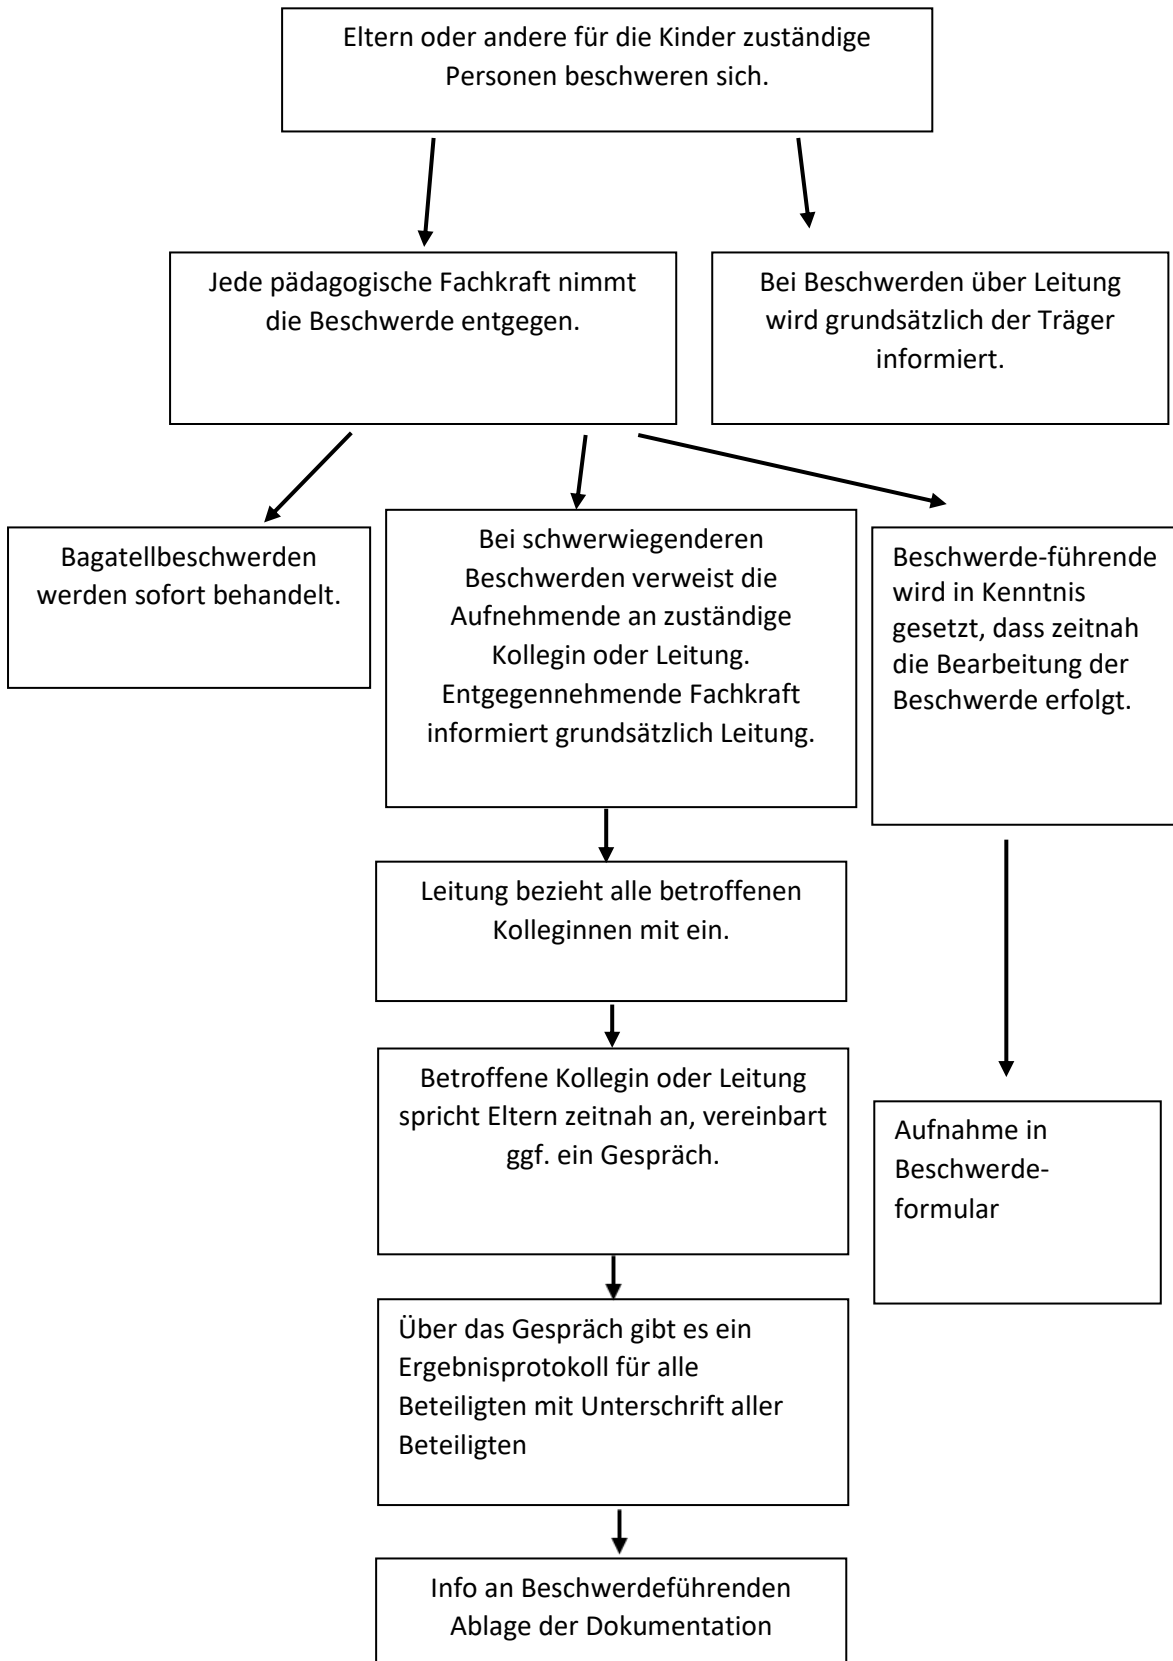 Eltern oder andere für die Kinder zuständige
Personen beschweren sich.
Jede pädagogische Fachkraft nimmt
die Beschwerde entgegen.
Bei Beschwerden über Leitung
wird grundsätzlich der Träger
informiert.
Bagatellbeschwerden
werden sofort behandelt.
Bei schwerwiegenderen
Beschwerden verweist die
Aufnehmende an zuständige
Kollegin oder Leitung.
Entgegennehmende Fachkraft
informiert grundsätzlich Leitung.
Beschwerde-führende
wird in Kenntnis
gesetzt, dass zeitnah
die Bearbeitung der
Beschwerde erfolgt.
Leitung bezieht alle betroffenen
Kolleginnen mit ein.
Betroffene Kollegin oder Leitung
spricht Eltern zeitnah an, vereinbart
ggf. ein Gespräch.
Aufnahme in
Beschwerde-
formular
Über das Gespräch gibt es ein
Ergebnisprotokoll für alle
Beteiligten mit Unterschrift aller
Beteiligten
Info an Beschwerdeführenden
Ablage der Dokumentation